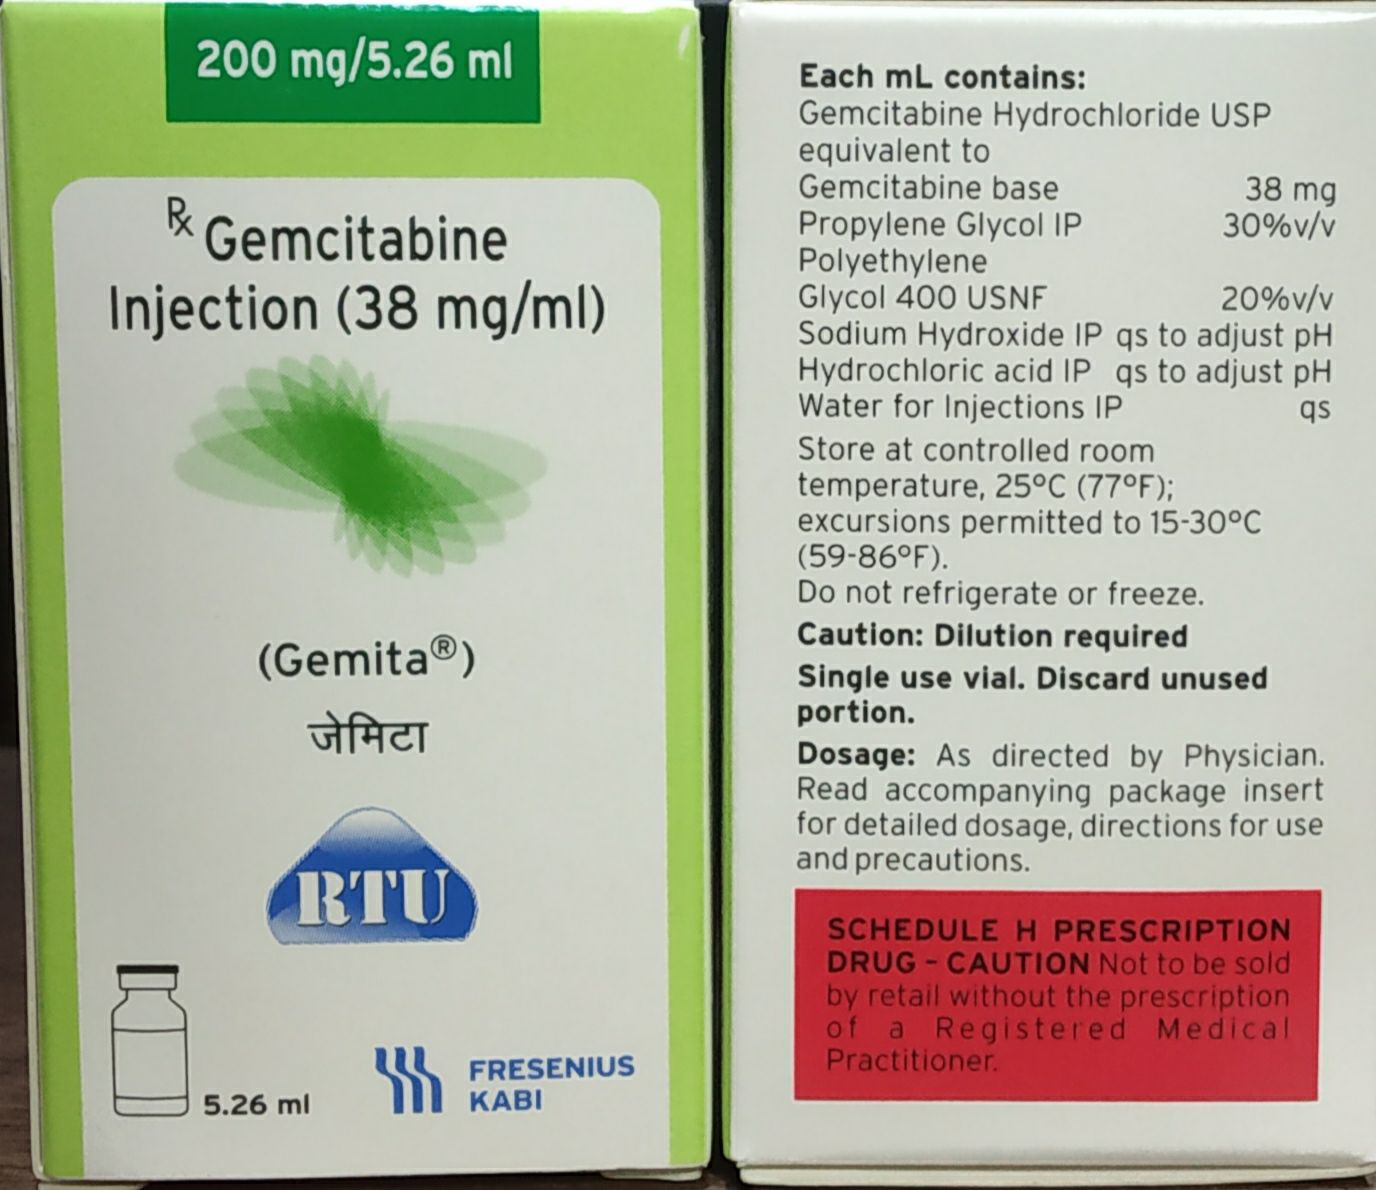 200 mg/5.26 ml
Rx Gemcitabine
Injection (38 mg/ml)
(Gemita®)
जेमिटा
RTU
5.26 ml
FRESENIUS
KABI
Each mL contains:
Gemcitabine Hydrochloride USP
equivalent to
Gemcitabine base 38 mg
Propylene Glycol IP 30%v/v
Polyethylene
Glycol 400 USNF 20%v/v
Sodium Hydroxide IP qs to adjust pH
Hydrochloric acid IP qs to adjust pH
Water for Injections IP qs
Store at controlled room
temperature, 25°C (77°F);
excursions permitted to 15-30°C
(59-86°F).
Do not refrigerate or freeze.
Caution: Dilution required
Single use vial. Discard unused
portion.
Dosage: As directed by Physician.
Read accompanying package insert
for detailed dosage, directions for use
and precautions.
SCHEDULE H PRESCRIPTION
DRUG - CAUTION Not to be sold
by retail without the prescription
of a Registered Medical
Practitioner.